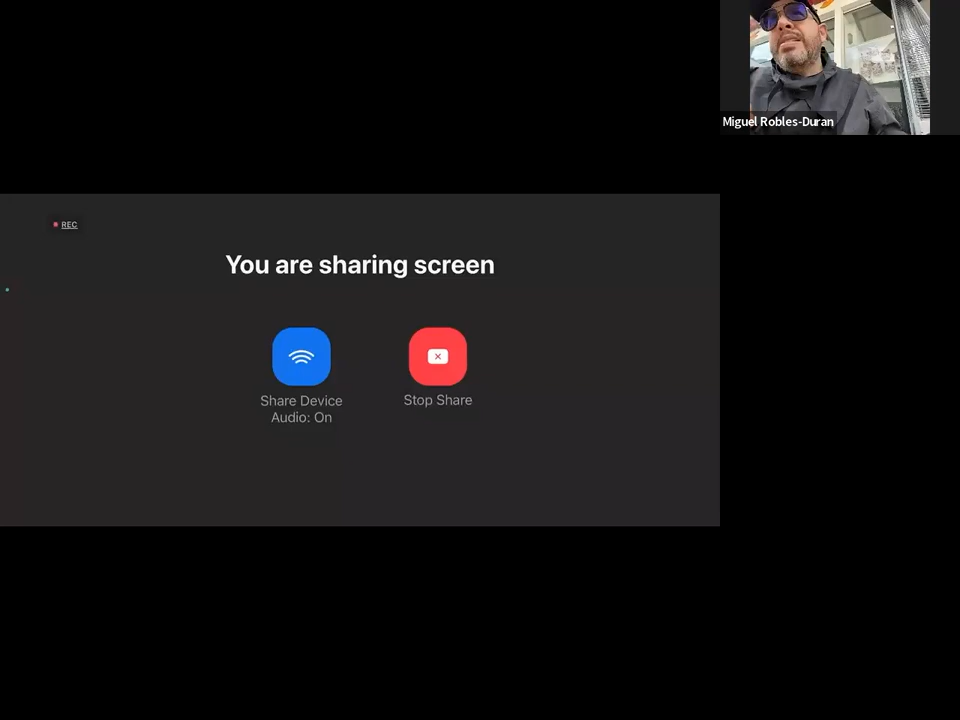 Miguel Robles-Duran
REC
You are sharing screen
Share Device
Audio: On
Stop Share